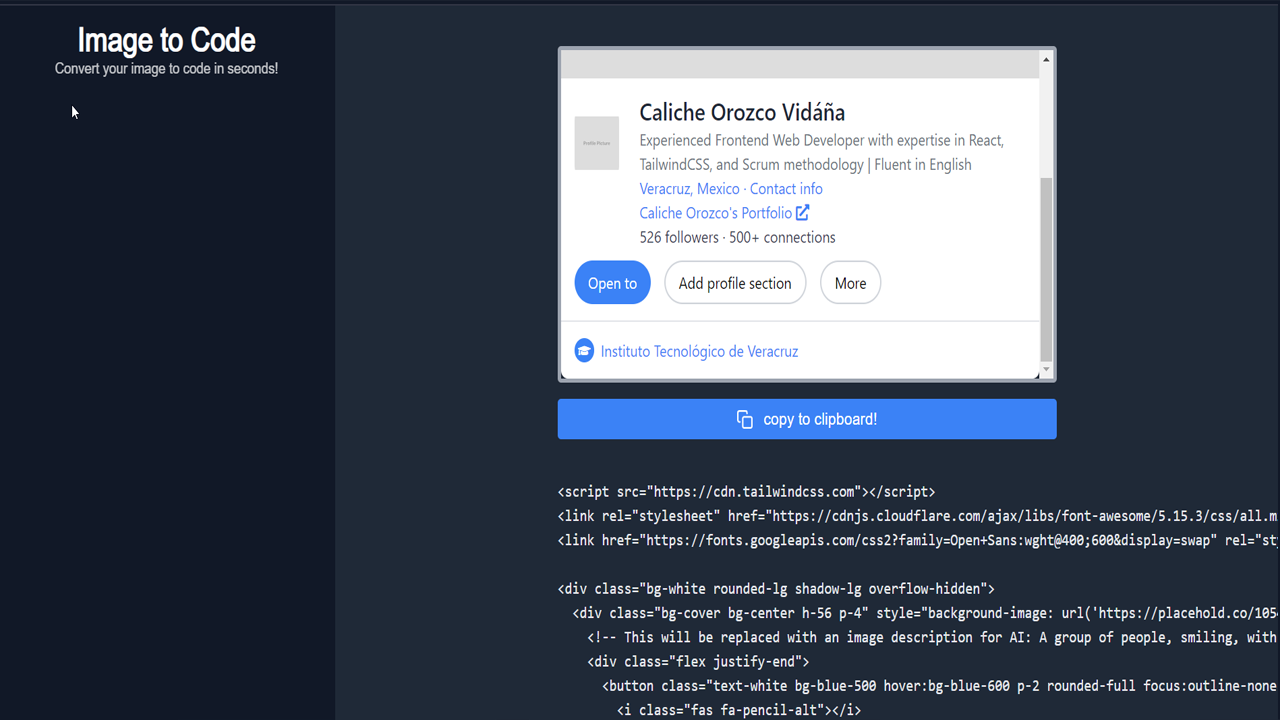 Image to Code
Convert your image to code in seconds!
Profile Picture
Caliche Orozco Vidáña
Experienced Frontend Web Developer with expertise in React,
TailwindCSS, and Scrum methodology | Fluent in English
Veracruz, Mexico · Contact info
Caliche Orozco's Portfolio
526 followers · 500+ connections
Open to
Add profile section
More
Instituto Tecnológico de Veracruz
copy to clipboard!
<script src="https://cdn.tailwindcss.com"></script>
<link rel="stylesheet" href="https://cdnjs.cloudflare.com/ajax/libs/font-awesome/5.15.3/css/all.m
<link href="https://fonts.googleapis.com/css2?family=Open+Sans:wght@400;600&display=swap" rel="st
<div class="bg-white rounded-lg shadow-lg overflow-hidden">
<div class="bg-cover bg-center h-56 p-4" style="background-image: url('https://placehold.co/105
<!-- This will be replaced with an image description for AI: A group of people, smiling, with
<div class="flex justify-end">
<button class="text-white bg-blue-500 hover:bg-blue-600 p-2 rounded-full focus:outline-none
<i class="fas fa-pencil-alt"></i>